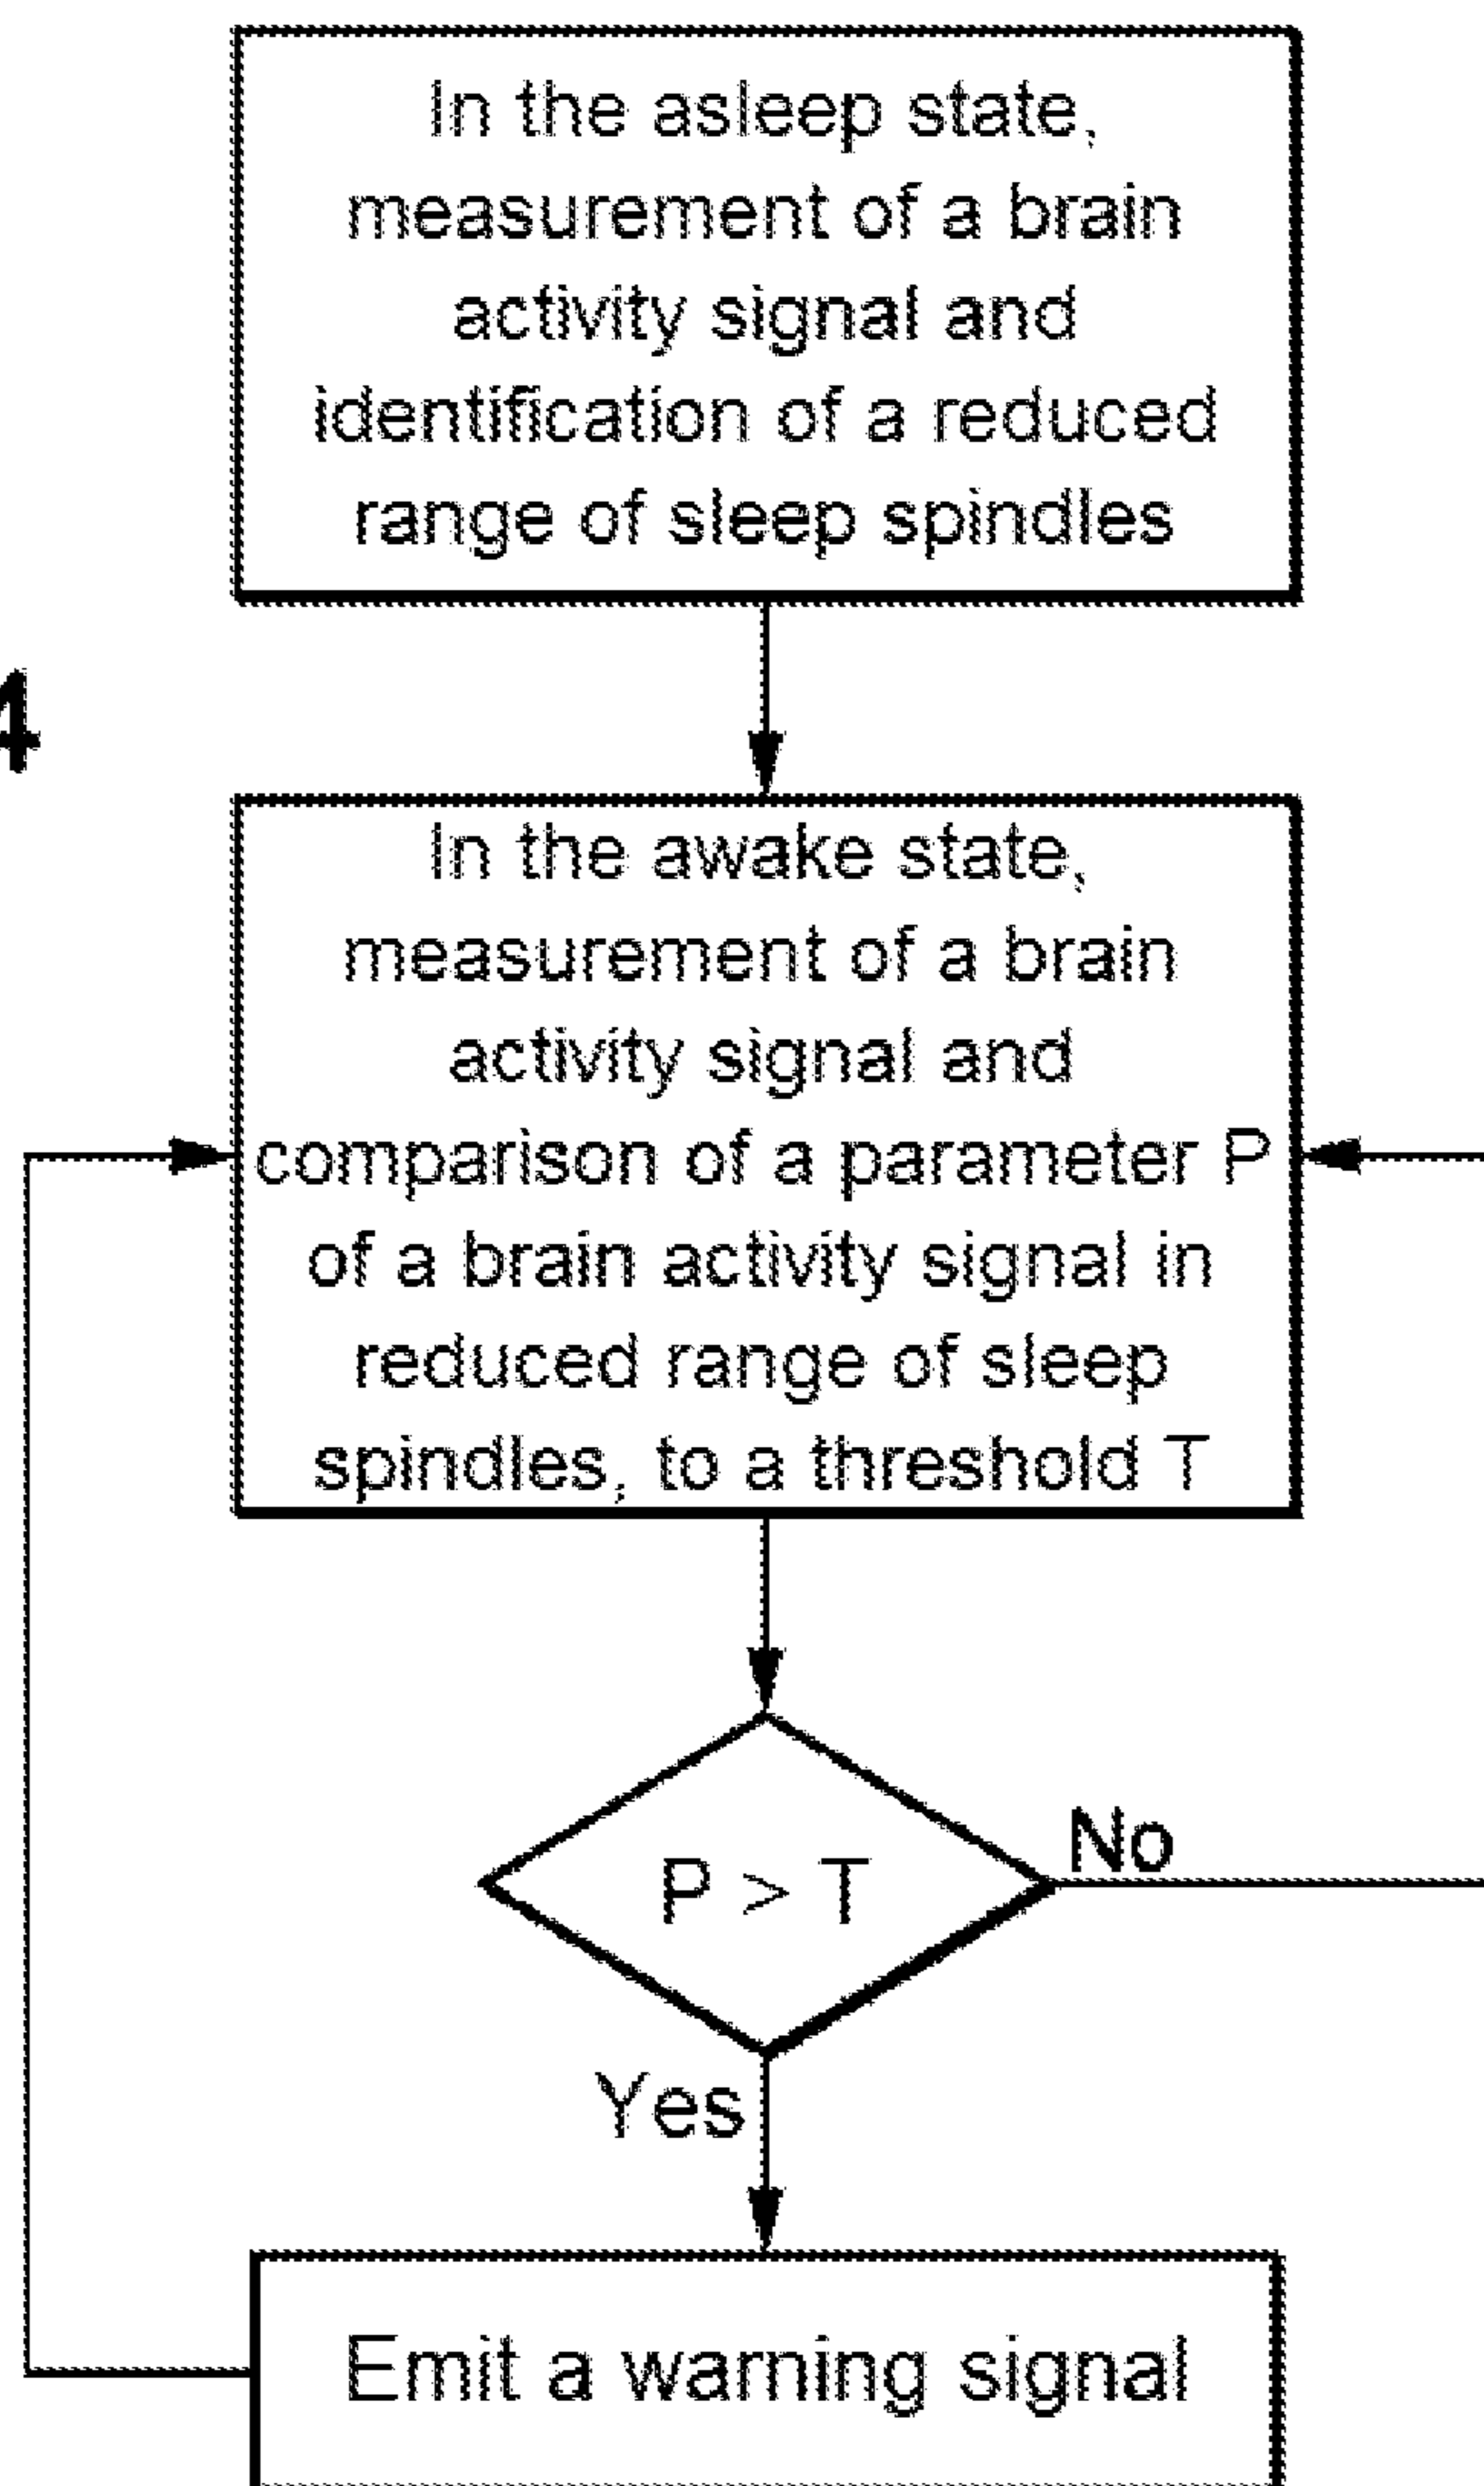 In the asleep state,
measurement of a brain
activity signal and
identification of a reduced
range of sleep spindles
4
In the awake state,
measurement of a brain
activity signal and
comparison of a parameter P
of a brain activity signal in
reduced range of sleep
spindles, to a threshold T
P > T
No
Yes
Emit a warning signal